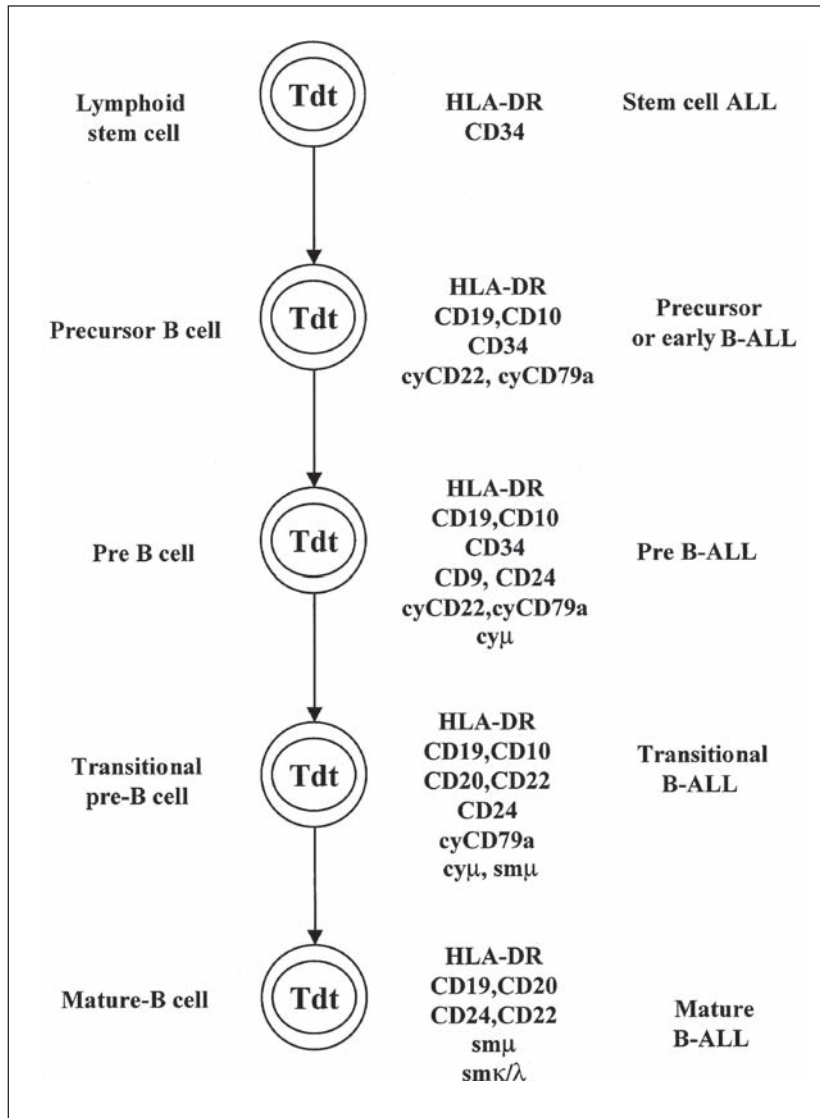 Lymphoid
stem cell
Tdt
HLA-DR
CD34
Stem cell ALL
Precursor B cell
Tdt
HLA-DR
CD19,CD10
CD34
cyCD22, cyCD79a
Precursor
or early B-ALL
Pre B cell
Tdt
HLA-DR
CD19,CD10
CD34
CD9, CD24
cyCD22,cyCD79a
cyμ
Pre B-ALL
Transitional
pre-B cell
Tdt
HLA-DR
CD19,CD10
CD20,CD22
CD24
cyCD79a
cyμ, smμ
Transitional
B-ALL
Mature-B cell
Tdt
HLA-DR
CD19,CD20
CD24,CD22
smμ
smκ/λ
Mature
B-ALL